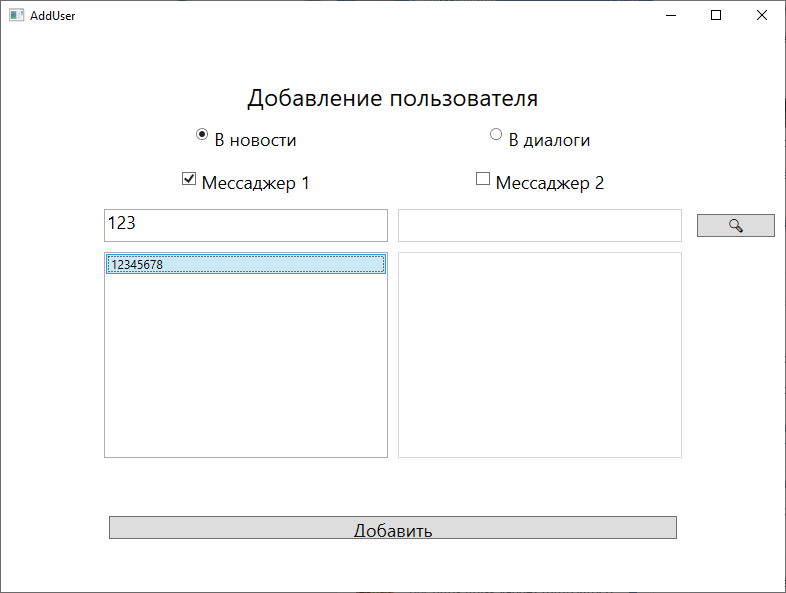 AddUser
Добавление пользователя
В новости В диалоги
Мессаджер 1 Мессаджер 2
123
12345678
Добавить